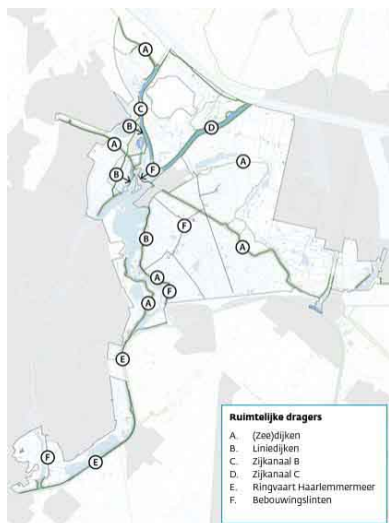 A
C
B
A
D
B
F
A
B
F
A
A
F
A
E
F
E
Ruimtelijke dragers
A. (Zee)dijken
B. Liniedijken
C. Zijkanaal B
D. Zijkanaal C
E. Ringvaart Haarlemmermeer
F. Bebouwingslinten